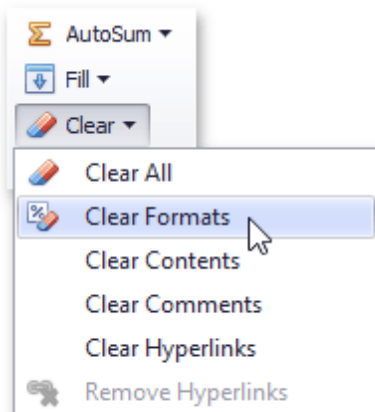 AutoSum
Fill
Clear
Clear All
Clear Formats
Clear Contents
Clear Comments
Clear Hyperlinks
Remove Hyperlinks